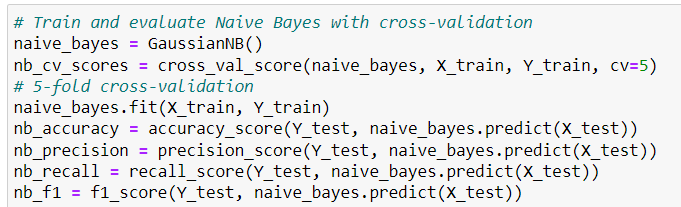 # Train and evaluate Naive Bayes with cross-validation
naive_bayes = GaussianNB()
nb_cv_scores = cross_val_score(naive_bayes, X_train, Y_train, cv=5)
# 5-fold cross-validation
naive_bayes.fit(X_train, Y_train)
nb_accuracy = accuracy_score(Y_test, naive_bayes.predict(X_test))
nb_precision = precision_score(Y_test, naive_bayes.predict(X_test))
nb_recall = recall_score(Y_test, naive_bayes.predict(X_test))
nb_f1 = f1_score(Y_test, naive_bayes.predict(X_test))